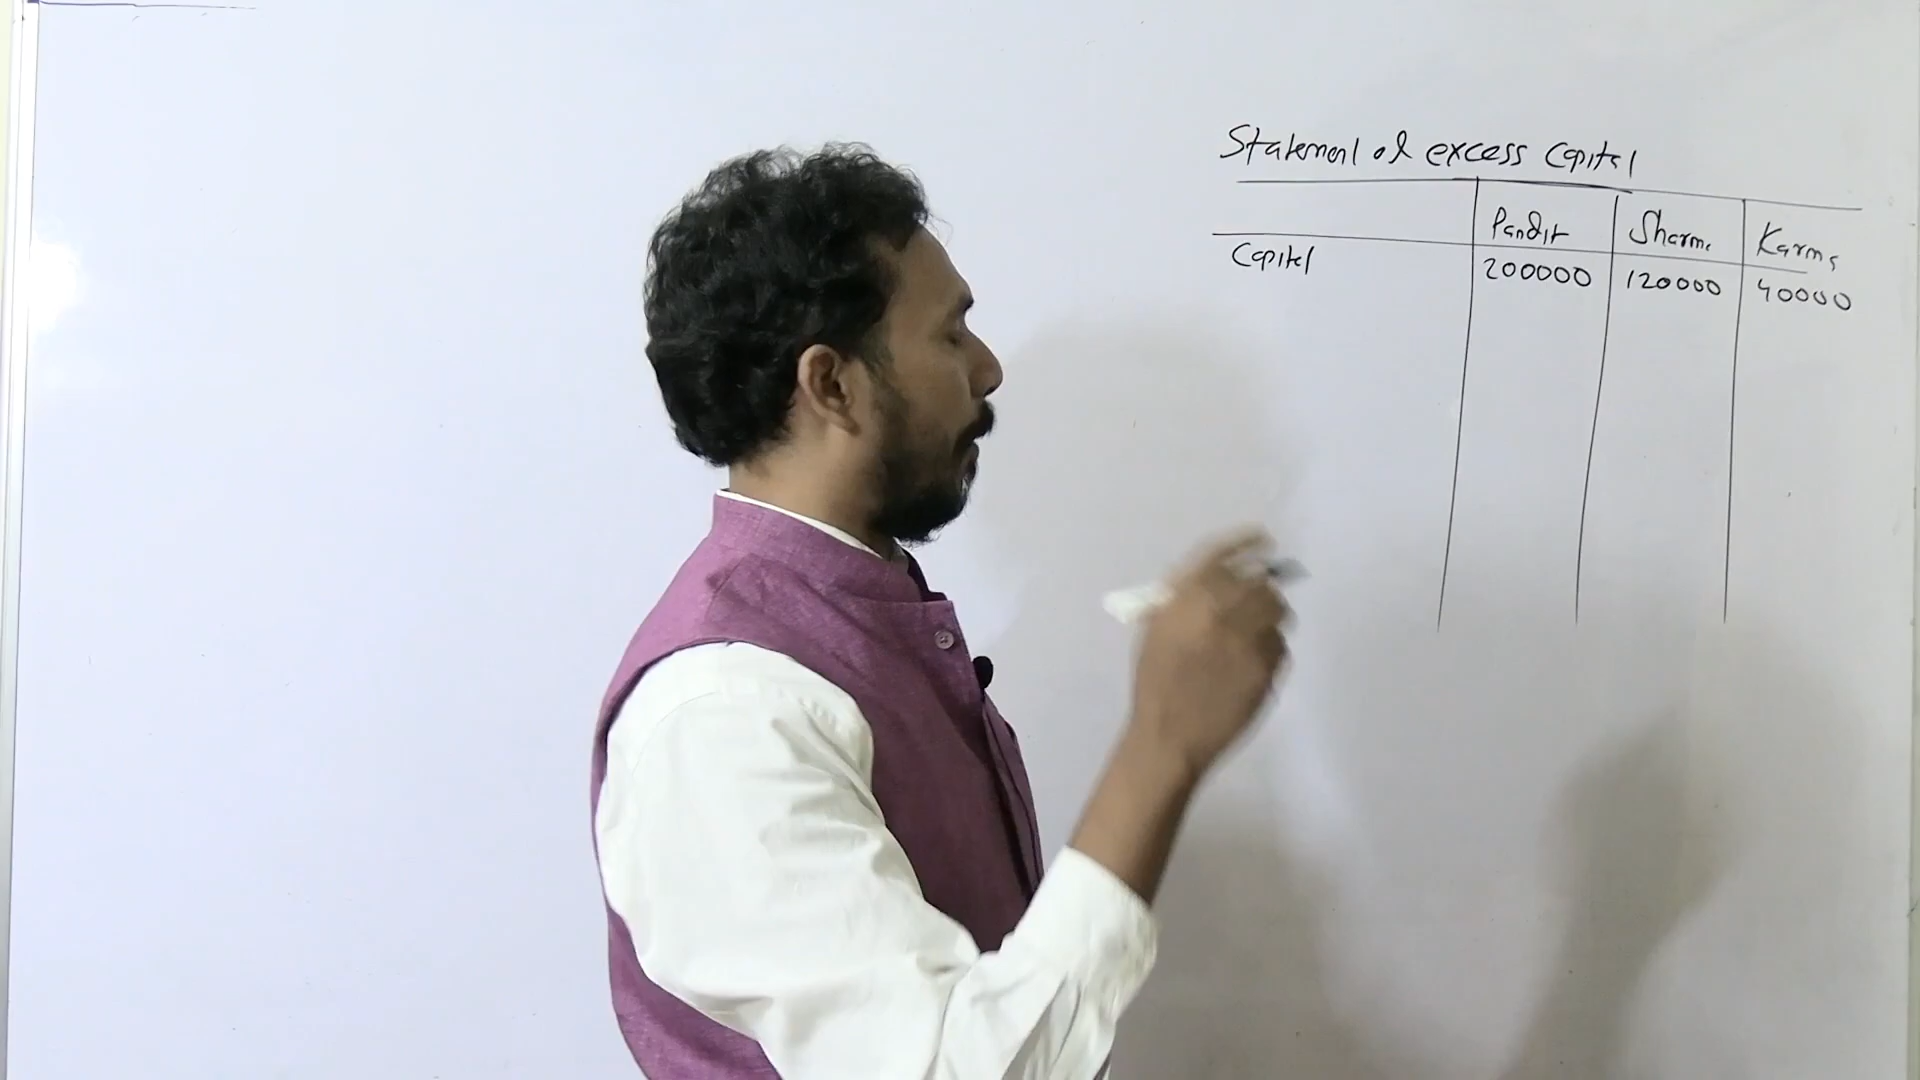 Statement of excess Capital
Pandit Sharma Karma
Capital 200000 120000 40000